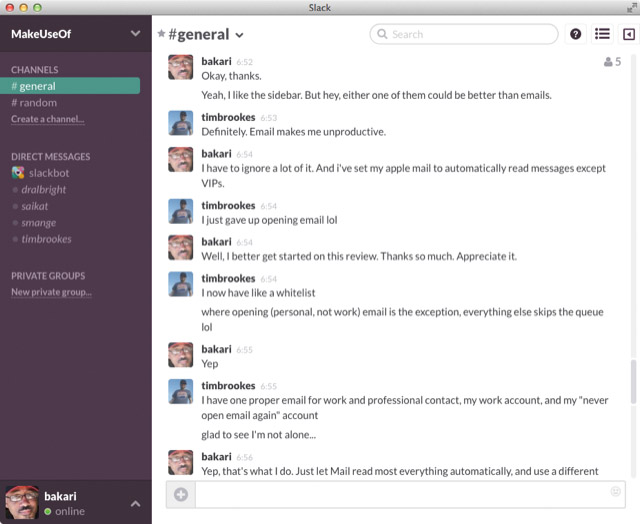 Slack
MakeUseOf
CHANNELS
# general
# random
Create a channel...
DIRECT MESSAGES
slackbot
dralbright
saikat
smange
timbrookes
PRIVATE GROUPS
New private group...
bakari
online
#general
Search
?
5
bakari 6:52
Okay, thanks.
Yeah, I like the sidebar. But hey, either one of them could be better than emails.
timbrookes 6:53
Definitely. Email makes me unproductive.
bakari 6:54
I have to ignore a lot of it. And i've set my apple mail to automatically read messages except
VIPs.
timbrookes 6:54
I just gave up opening email lol
bakari 6:54
Well, I better get started on this review. Thanks so much. Appreciate it.
timbrookes 6:54
I now have like a whitelist
where opening (personal, not work) email is the exception, everything else skips the queue
lol
bakari 6:55
Yep
timbrookes 6:55
I have one proper email for work and professional contact, my work account, and my "never
open email again" account
glad to see I'm not alone...
bakari 6:56
Yep, that's what I do. Just let Mail read most everything automatically, and use a different